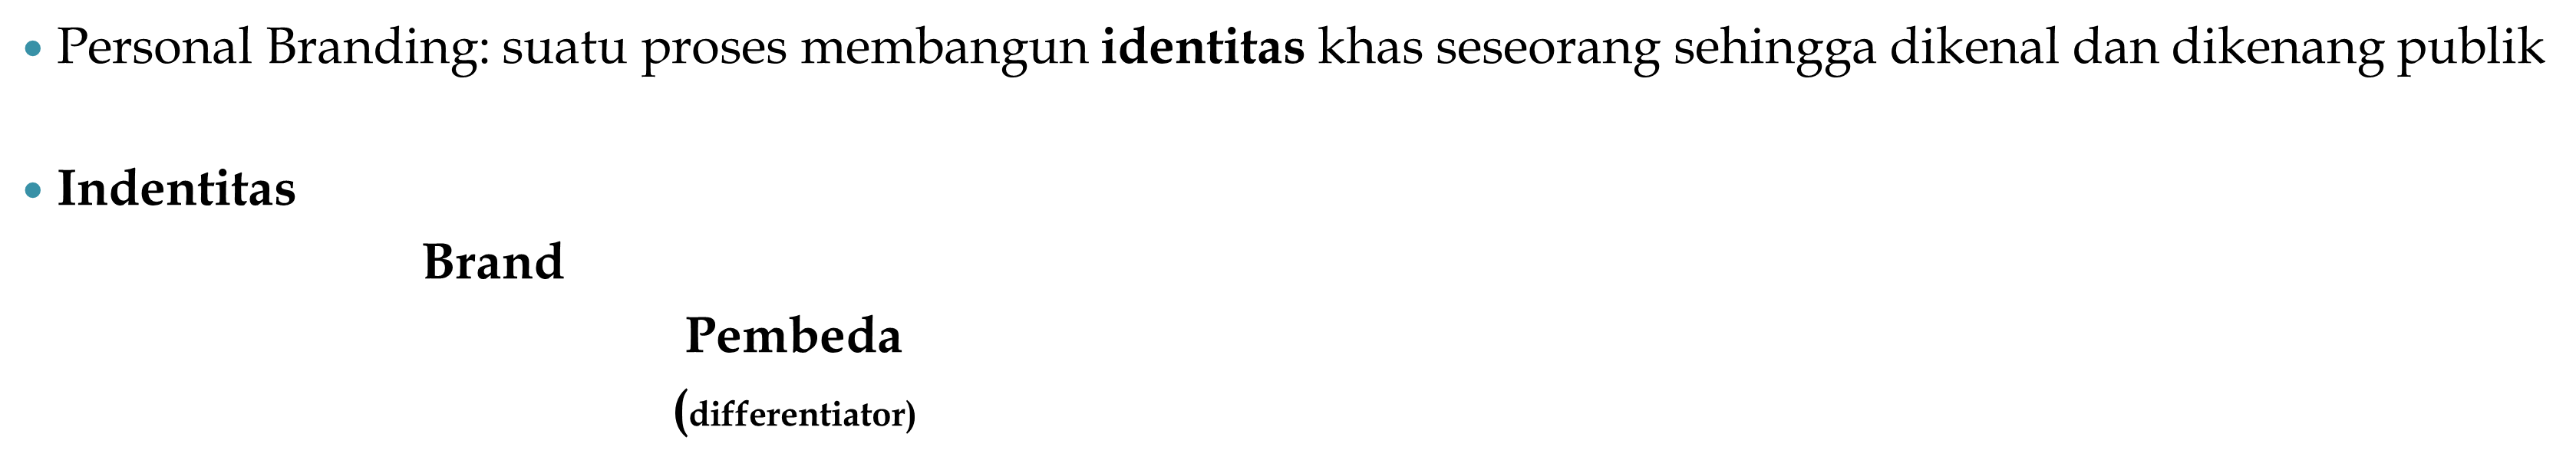 • Personal Branding: suatu proses membangun identitas khas seseorang sehingga dikenal dan dikenang publik
• Indentitas
Brand
Pembeda
(differentiator)